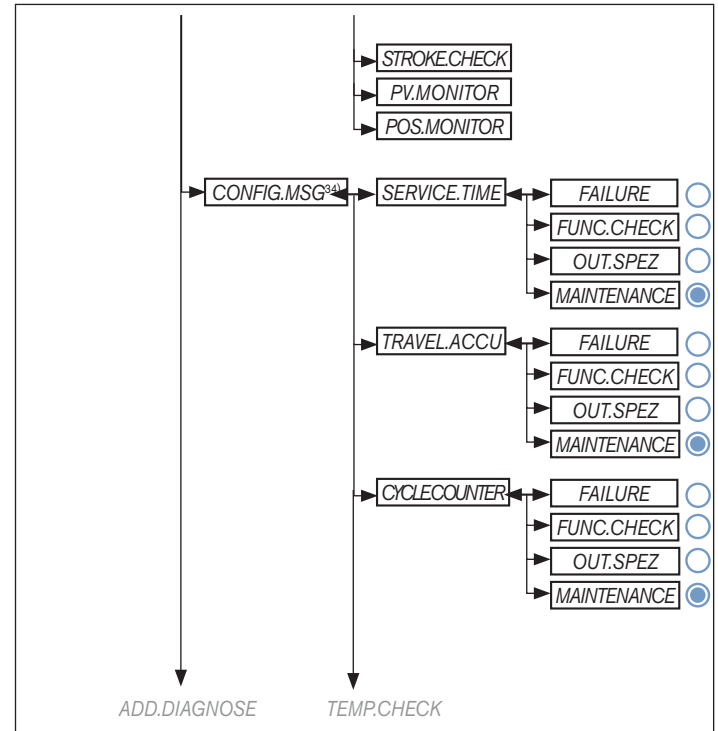 STROKE.CHECK
PV.MONITOR
POS.MONITOR
CONFIG.MSG34) SERVICE.TIME FAILURE
FUNC.CHECK
OUT.SPEZ
MAINTENANCE
TRAVEL.ACCU FAILURE
FUNC.CHECK
OUT.SPEZ
MAINTENANCE
CYCLECOUNTER FAILURE
FUNC.CHECK
OUT.SPEZ
MAINTENANCE
ADD.DIAGNOSE TEMP.CHECK